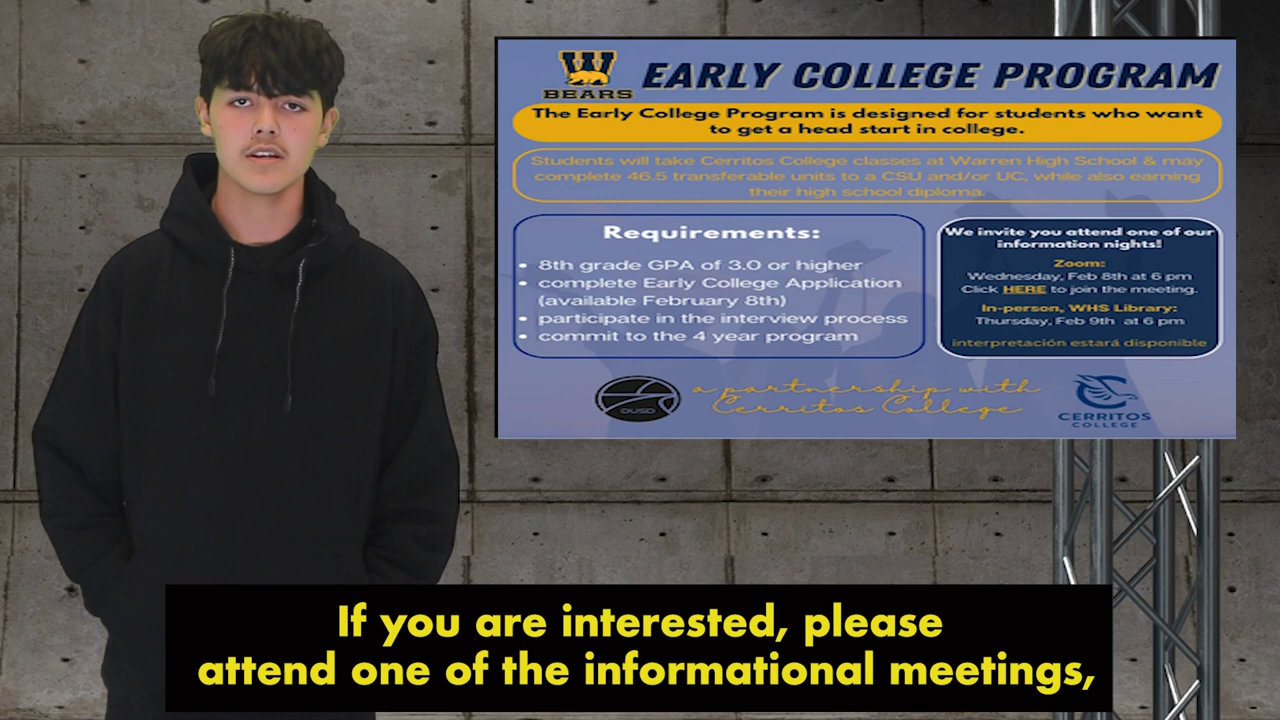 W
BEARS
EARLY COLLEGE PROGRAM
The Early College Program is designed for students who want
to get a head start in college.
Students will take Cerritos College classes at Warren High School & may
complete 46.5 transferable units to a CSU and/or UC, while also earning
their high school diploma.
Requirements:
• 8th grade GPA of 3.0 or higher
• complete Early College Application
(available February 8th)
• participate in the interview process
• commit to the 4 year program
We invite you attend one of our
information nights!
Zoom:
Wednesday, Feb 8th at 6 pm
Click HERE to join the meeting.
In-person, WHS Library:
Thursday, Feb 9th at 6 pm
interpretación estará disponible
DUSD
a partnership with
Cerritos College
CERRITOS
COLLEGE
If you are interested, please
attend one of the informational meetings,